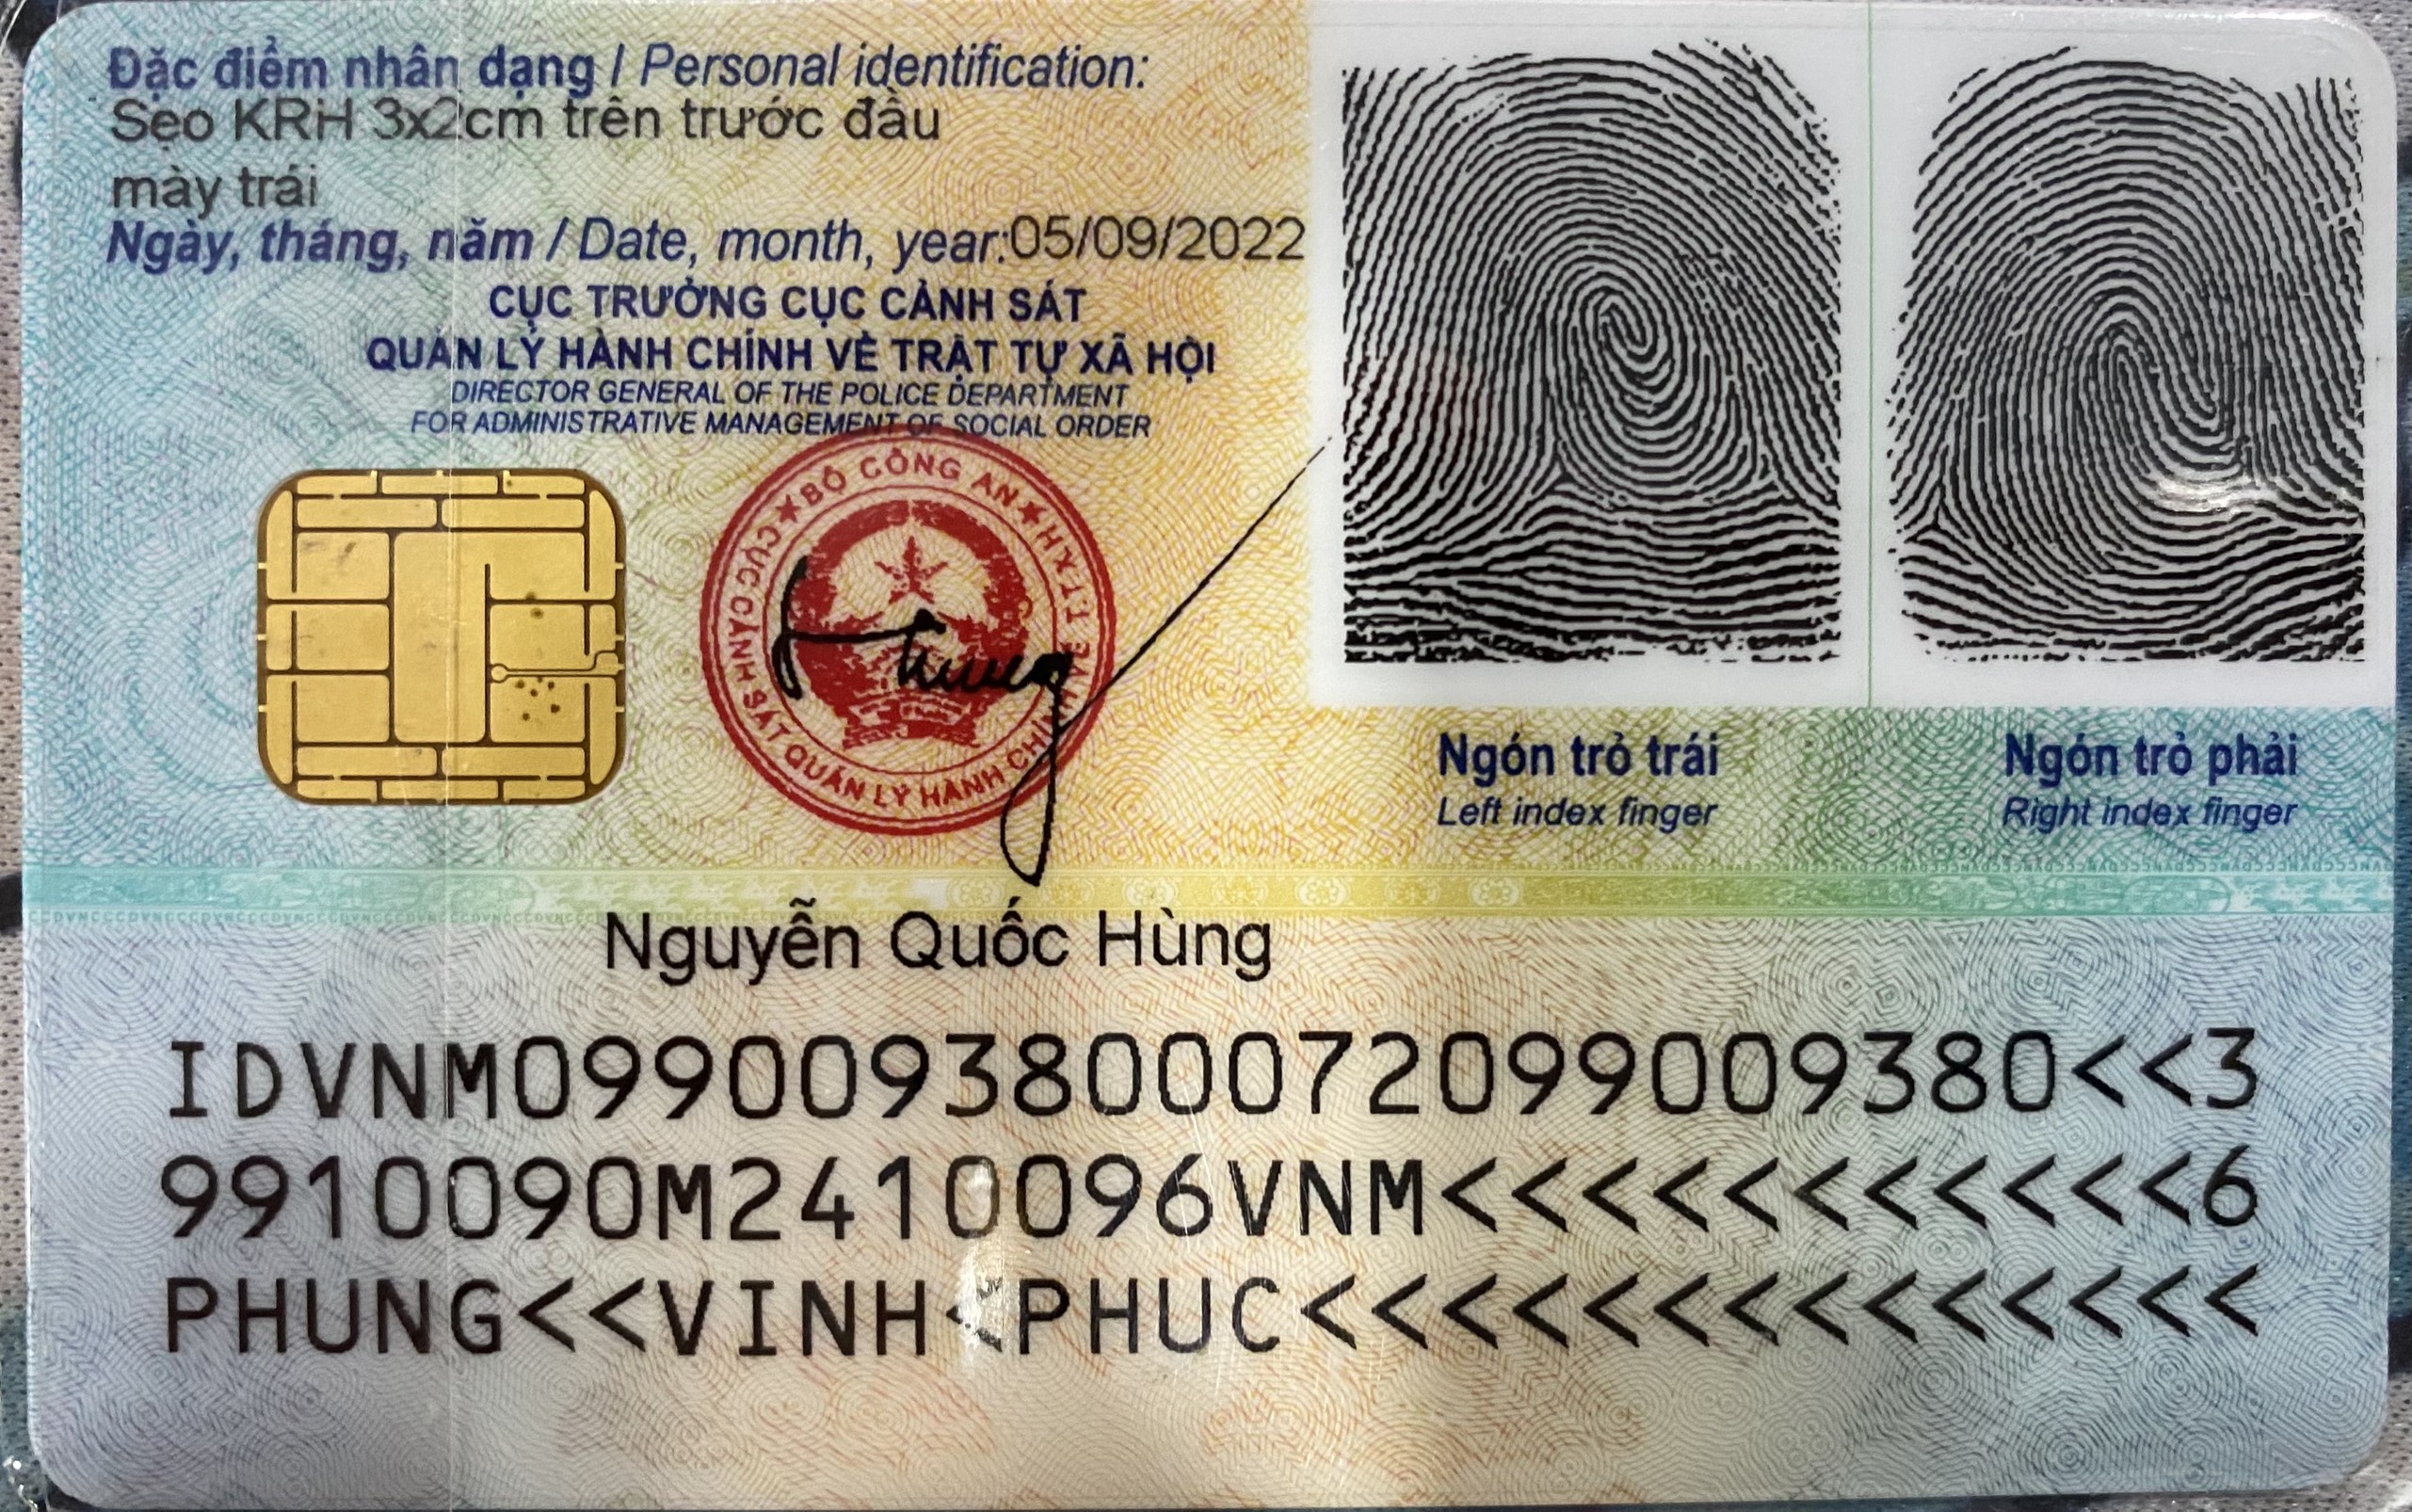 Đặc điểm nhân dạng / Personal identification:
Sẹo KRH 3x2cm trên trước đầu
mày trái
Ngày, tháng, năm / Date, month, year:05/09/2022
CỤC TRƯỞNG CỤC CẢNH SÁT
QUẢN LÝ HÀNH CHÍNH VỀ TRẬT TỰ XÃ HỘI
DIRECTOR GENERAL OF THE POLICE DEPARTMENT
FOR ADMINISTRATIVE MANAGEMENT OF SOCIAL ORDER
BỘ CÔNG AN
CỤC CẢNH SÁT QUẢN LÝ HÀNH CHÍNH VỀ TTXH
Ngón trỏ trái
Left index finger
Ngón trỏ phải
Right index finger
Nguyễn Quốc Hùng
IDVNM0990093800072099009380<<3
9910090M2410096VNM<<<<<<<<<<<6
PHUNG<<VINH<PHUC<<<<<<<<<<<<<<